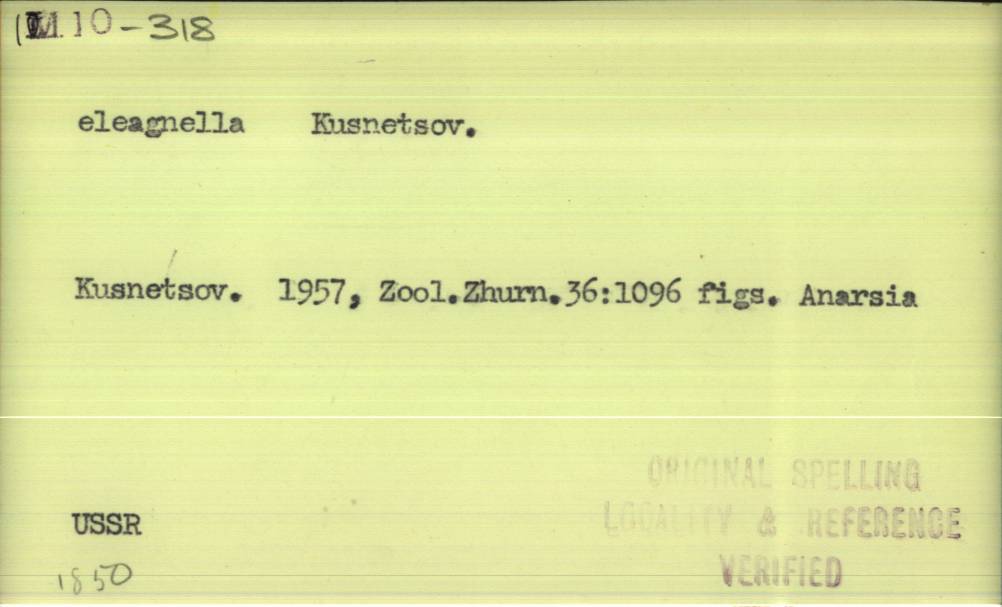 M.10-318
eleagnella Kusnetsov.
Kusnetsov. 1957, Zool.Zhurn.36:1096 figs. Anarsia
ORIGINAL SPELLING
USSR
LOCALITY & REFERENCE
VERIFIED
1850